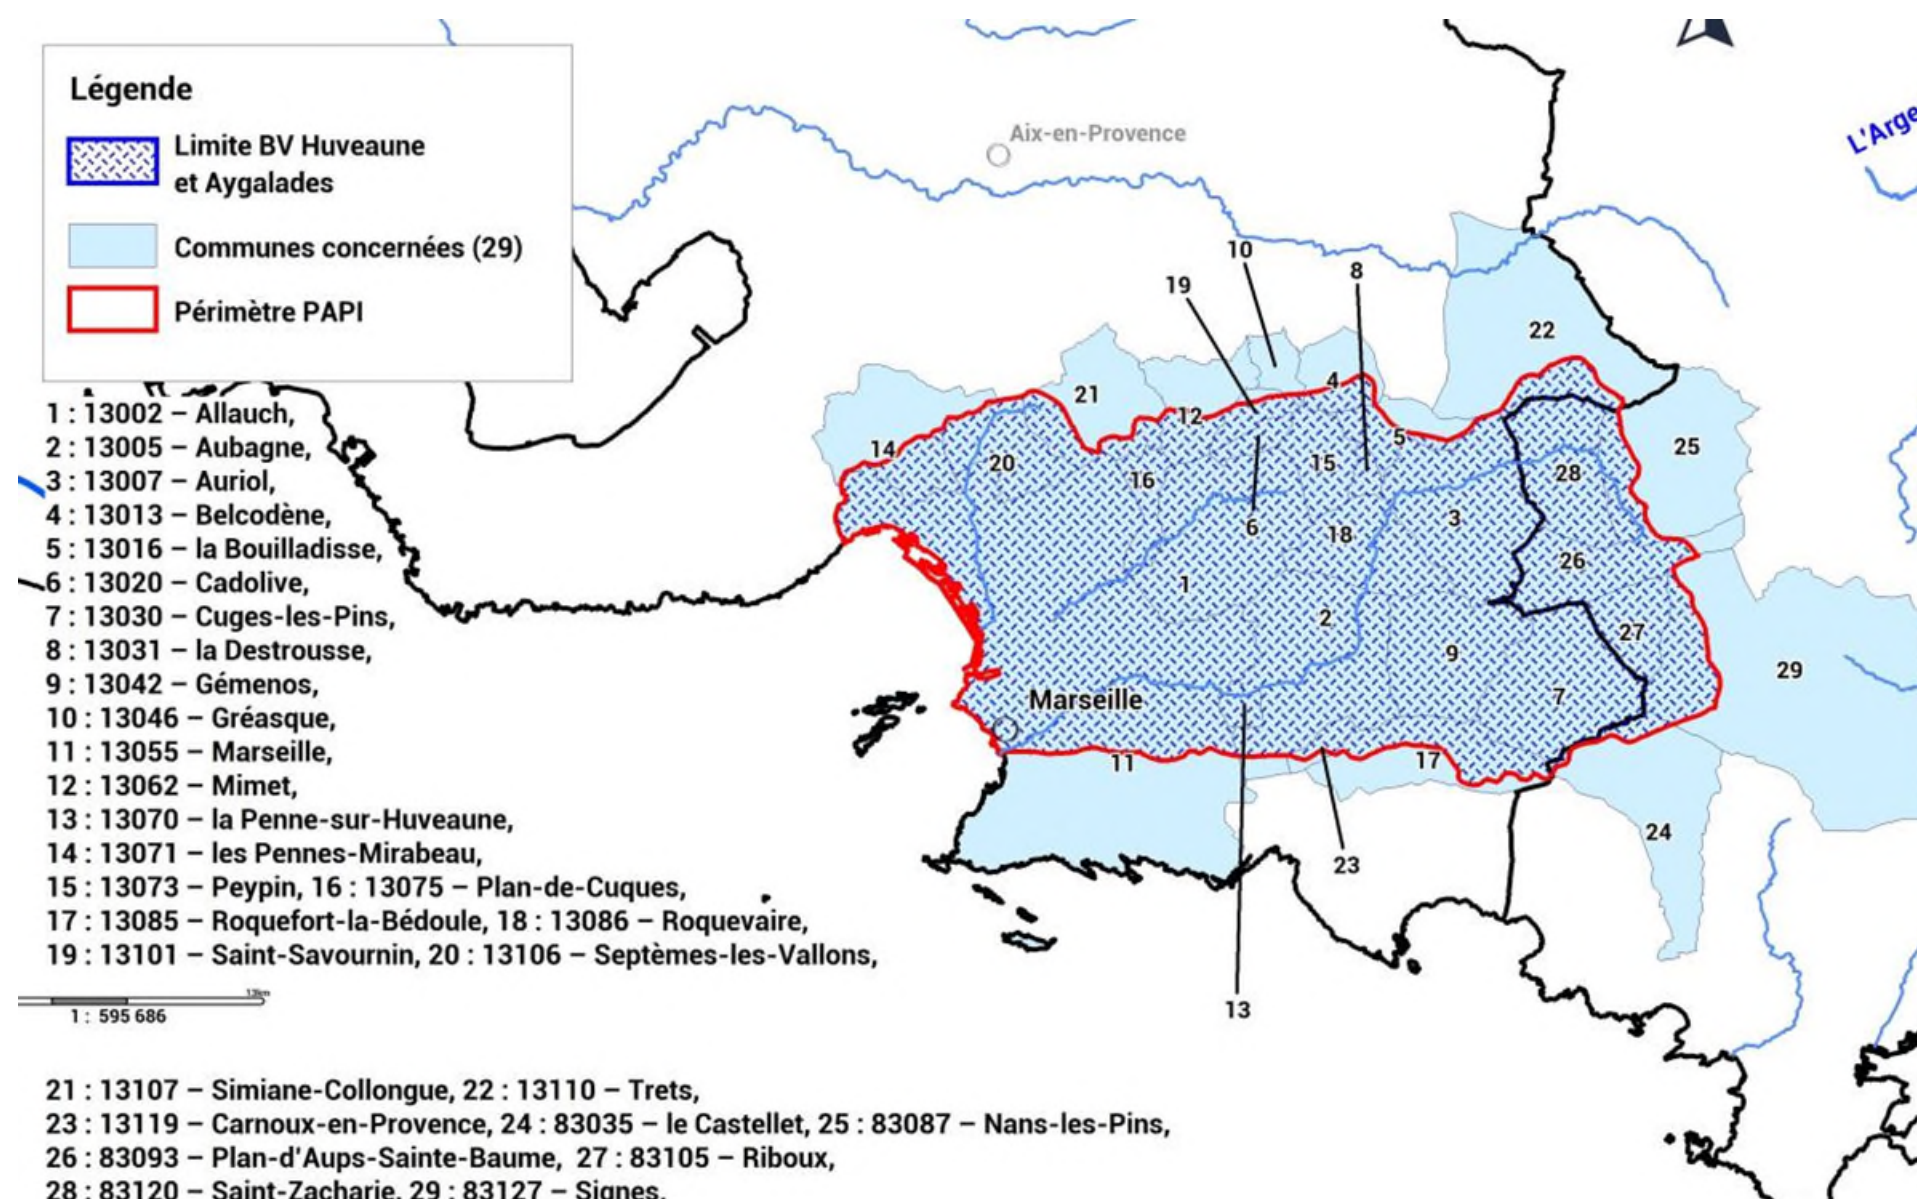 Légende
Limite BV Huveaune
et Aygalades
Communes concernées (29)
Périmètre PAPI
Aix-en-Provence
L'Arge
10
8
19
22
21
4
12
5
14
25
20
15
16
28
3
6
18
26
1
2
27
9
29
7
Marseille
11
17
24
23
13
1 : 13002 – Allauch,
2 : 13005 – Aubagne,
3 : 13007 – Auriol,
4 : 13013 – Belcodène,
5 : 13016 – la Bouilladisse,
6 : 13020 – Cadolive,
7 : 13030 – Cuges-les-Pins,
8 : 13031 – la Destrousse,
9 : 13042 – Gémenos,
10 : 13046 – Gréasque,
11 : 13055 – Marseille,
12 : 13062 – Mimet,
13 : 13070 – la Penne-sur-Huveaune,
14 : 13071 – les Pennes-Mirabeau,
15 : 13073 – Peypin, 16 : 13075 – Plan-de-Cuques,
17 : 13085 – Roquefort-la-Bédoule, 18 : 13086 – Roquevaire,
19 : 13101 – Saint-Savournin, 20 : 13106 – Septèmes-les-Vallons,
13km
1 : 595 686
21 : 13107 – Simiane-Collongue, 22 : 13110 – Trets,
23 : 13119 – Carnoux-en-Provence, 24 : 83035 – le Castellet, 25 : 83087 – Nans-les-Pins,
26 : 83093 – Plan-d'Aups-Sainte-Baume, 27 : 83105 – Riboux,
28 : 83120 – Saint-Zacharie, 29 : 83127 – Signes.